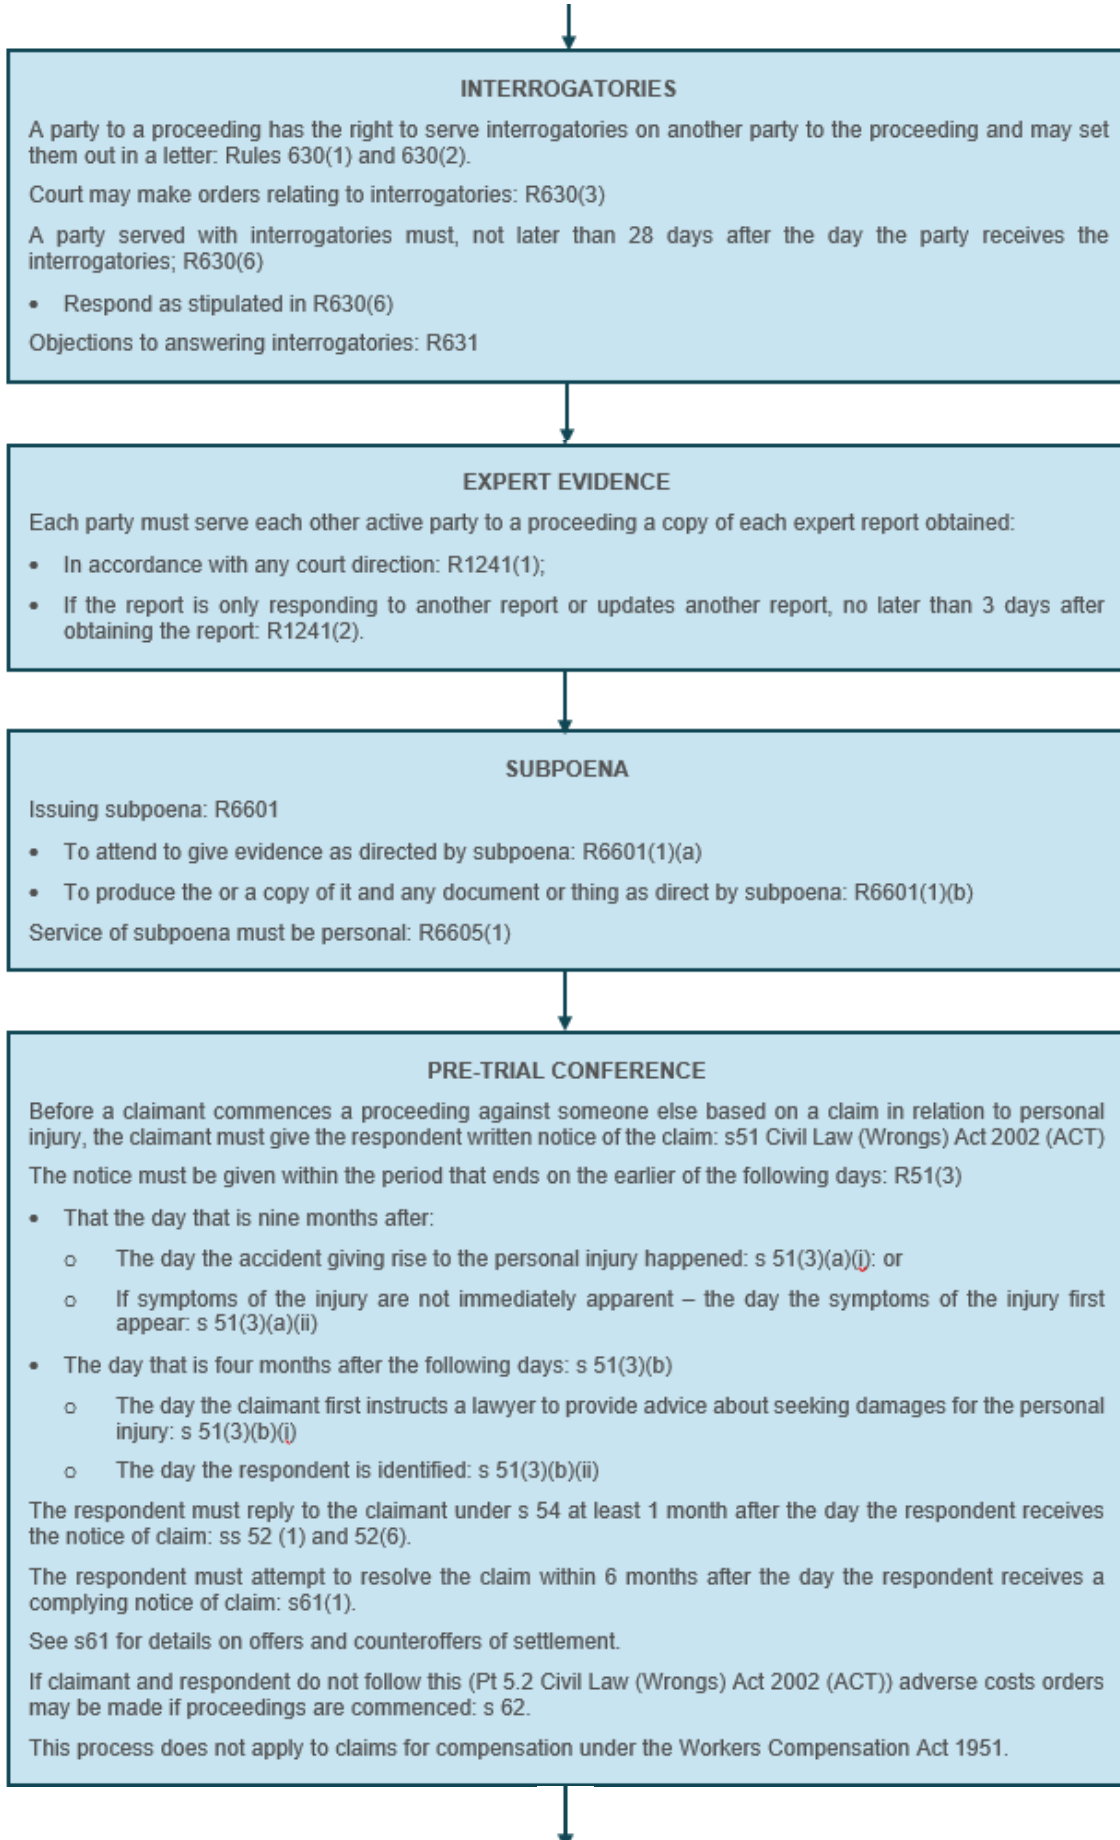 INTERROGATORIES
A party to a proceeding has the right to serve interrogatories on another party to the proceeding and may set
them out in a letter: Rules 630(1) and 630(2).
Court may make orders relating to interrogatories: R630(3)
A party served with interrogatories must, not later than 28 days after the day the party receives the
interrogatories; R630(6)
• Respond as stipulated in R630(6)
Objections to answering interrogatories: R631
EXPERT EVIDENCE
Each party must serve each other active party to a proceeding a copy of each expert report obtained:
• In accordance with any court direction: R1241(1);
• If the report is only responding to another report or updates another report, no later than 3 days after
obtaining the report: R1241(2).
SUBPOENA
Issuing subpoena: R6601
• To attend to give evidence as directed by subpoena: R6601(1)(a)
• To produce the or a copy of it and any document or thing as direct by subpoena: R6601(1)(b)
Service of subpoena must be personal: R6605(1)
PRE-TRIAL CONFERENCE
Before a claimant commences a proceeding against someone else based on a claim in relation to personal
injury, the claimant must give the respondent written notice of the claim: s51 Civil Law (Wrongs) Act 2002 (ACT)
The notice must be given within the period that ends on the earlier of the following days: R51(3)
• That the day that is nine months after:
o The day the accident giving rise to the personal injury happened: s 51(3)(a)(i): or
o If symptoms of the injury are not immediately apparent – the day the symptoms of the injury first
appear: s 51(3)(a)(ii)
• The day that is four months after the following days: s 51(3)(b)
o The day the claimant first instructs a lawyer to provide advice about seeking damages for the personal
injury: s 51(3)(b)(i)
o The day the respondent is identified: s 51(3)(b)(ii)
The respondent must reply to the claimant under s 54 at least 1 month after the day the respondent receives
the notice of claim: ss 52 (1) and 52(6).
The respondent must attempt to resolve the claim within 6 months after the day the respondent receives a
complying notice of claim: s61(1).
See s61 for details on offers and counteroffers of settlement.
If claimant and respondent do not follow this (Pt 5.2 Civil Law (Wrongs) Act 2002 (ACT)) adverse costs orders
may be made if proceedings are commenced: s 62.
This process does not apply to claims for compensation under the Workers Compensation Act 1951.